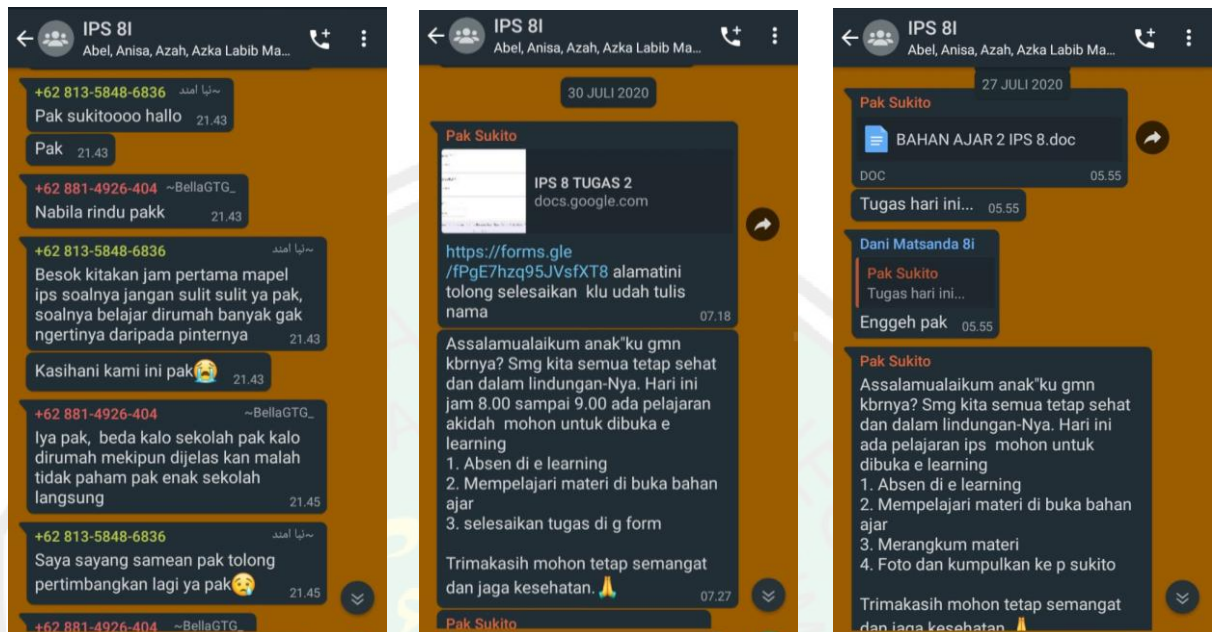 IPS 8I
Abel, Anisa, Azah, Azka Labib Ma...
+62 813-5848-6836
Pak sukitoooo hallo 21.43
Pak 21.43
+62 881-4926-404 ~BellaGTG_
Nabila rindu pakk 21.43
+62 813-5848-6836
Besok kitakan jam pertama mapel
ips soalnya jangan sulit sulit ya pak,
soalnya belajar dirumah banyak gak
ngertinya daripada pinternya 21.43
Kasihani kami ini pak😭 21.43
+62 881-4926-404 ~BellaGTG_
Iya pak, beda kalo sekolah pak kalo
dirumah mekipun dijelas kan malah
tidak paham pak enak sekolah
langsung 21.45
+62 813-5848-6836
Saya sayang samean pak tolong
pertimbangkan lagi ya pak😢 21.45
+62 881-4926-404 ~BellaGTG_
IPS 8I
Abel, Anisa, Azah, Azka Labib Ma...
30 JULI 2020
Pak Sukito
IPS 8 TUGAS 2
docs.google.com
https://forms.gle
/fPgE7hzq95JVsfXT8 alamatini
tolong selesaikan klu udah tulis
nama 07.18
Assalamualaikum anak"ku gmn
kbrnya? Smg kita semua tetap sehat
dan dalam lindungan-Nya. Hari ini
jam 8.00 sampai 9.00 ada pelajaran
akidah mohon untuk dibuka e
learning
1. Absen di e learning
2. Mempelajari materi di buka bahan
ajar
3. selesaikan tugas di g form
Trimakasih mohon tetap semangat
dan jaga kesehatan. 🙏 07.27
Pak Sukito
IPS 8I
Abel, Anisa, Azah, Azka Labib Ma...
27 JULI 2020
Pak Sukito
BAHAN AJAR 2 IPS 8.doc
DOC 05.55
Tugas hari ini... 05.55
Dani Matsanda 8i
Pak Sukito
Tugas hari ini...
Enggeh pak 05.55
Pak Sukito
Assalamualaikum anak"ku gmn
kbrnya? Smg kita semua tetap sehat
dan dalam lindungan-Nya. Hari ini
ada pelajaran ips mohon untuk
dibuka e learning
1. Absen di e learning
2. Mempelajari materi di buka bahan
ajar
3. Merangkum materi
4. Foto dan kumpulkan ke p sukito
Trimakasih mohon tetap semangat
dan jaga kesehatan. 🙏